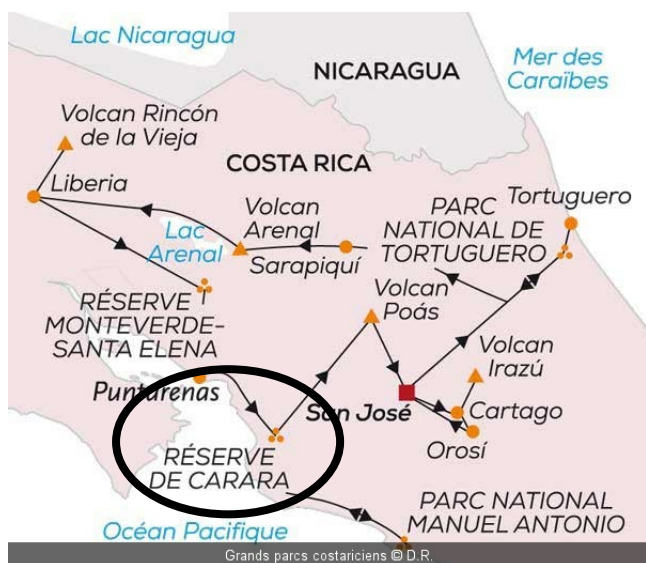 Lac Nicaragua
Mer des
Caraïbes
NICARAGUA
Volcan Rincón
de la Vieja
COSTA RICA
Liberia
Volcan
Arenal
Lac
Arenal
Sarapiquí
PARC
NATIONAL DE
TORTUGUERO
Tortuguero
RÉSERVE
MONTEVERDE-
SANTA ELENA
Volcan
Poás
Volcan
Irazú
Puntarenas
San José
Cartago
Orosí
RÉSERVE
DE CARARA
PARC NATIONAL
MANUEL ANTONIO
Océan Pacifique
Grands parcs costariciens © D.R.